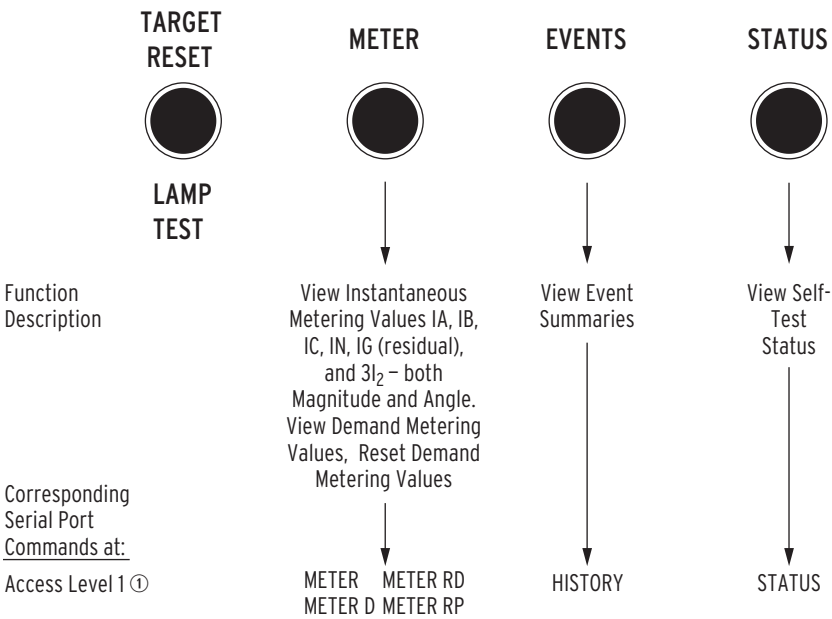 TARGET
RESET
METER
EVENTS
STATUS
LAMP
TEST
Function
Description
View Instantaneous
Metering Values IA, IB,
IC, IN, IG (residual),
and 3I₂ – both
Magnitude and Angle.
View Demand Metering
Values, Reset Demand
Metering Values
View Event
Summaries
View Self-
Test
Status
Corresponding
Serial Port
Commands at:
Access Level 1 ①
METER METER RD
METER D METER RP
HISTORY
STATUS